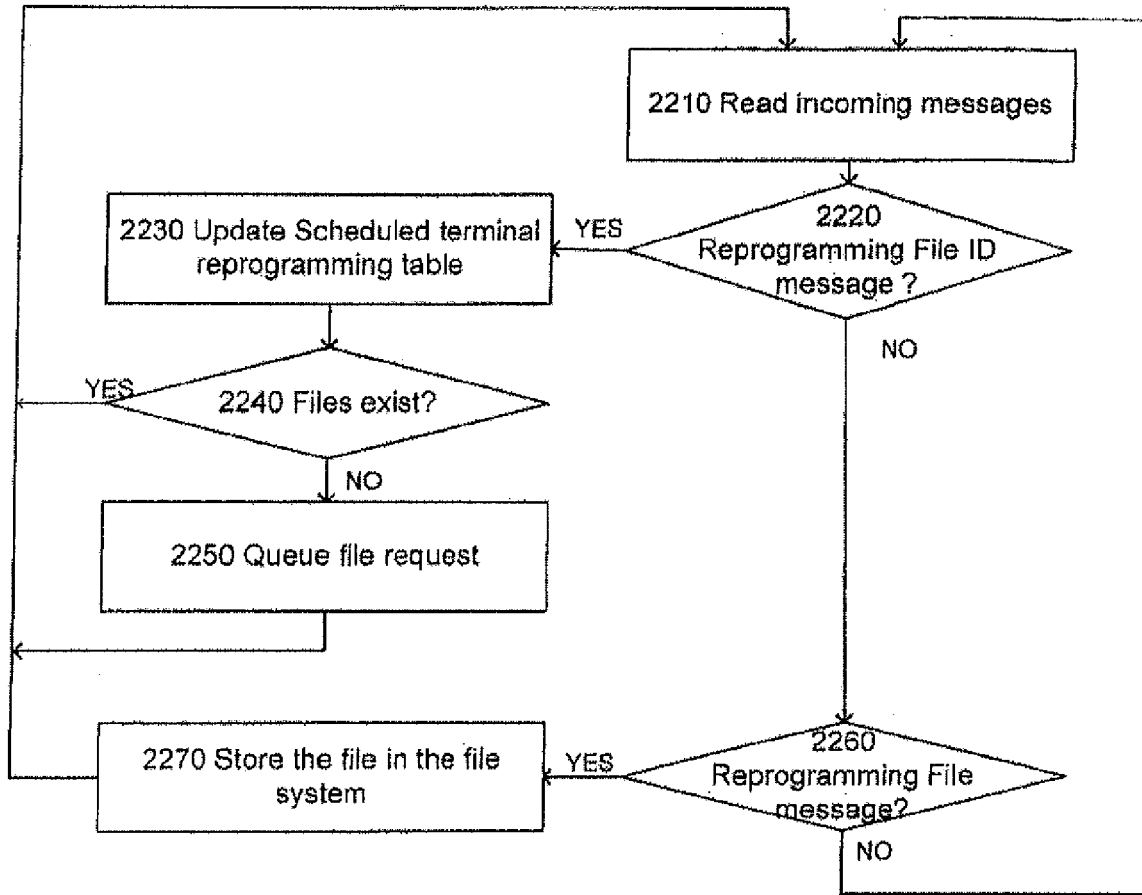 2210 Read incoming messages
2220
Reprogramming File ID
message ?
YES
2230 Update Scheduled terminal
reprogramming table
NO
YES
2240 Files exist?
NO
2250 Queue file request
2260
Reprogramming File
message?
YES
2270 Store the file in the file
system
NO